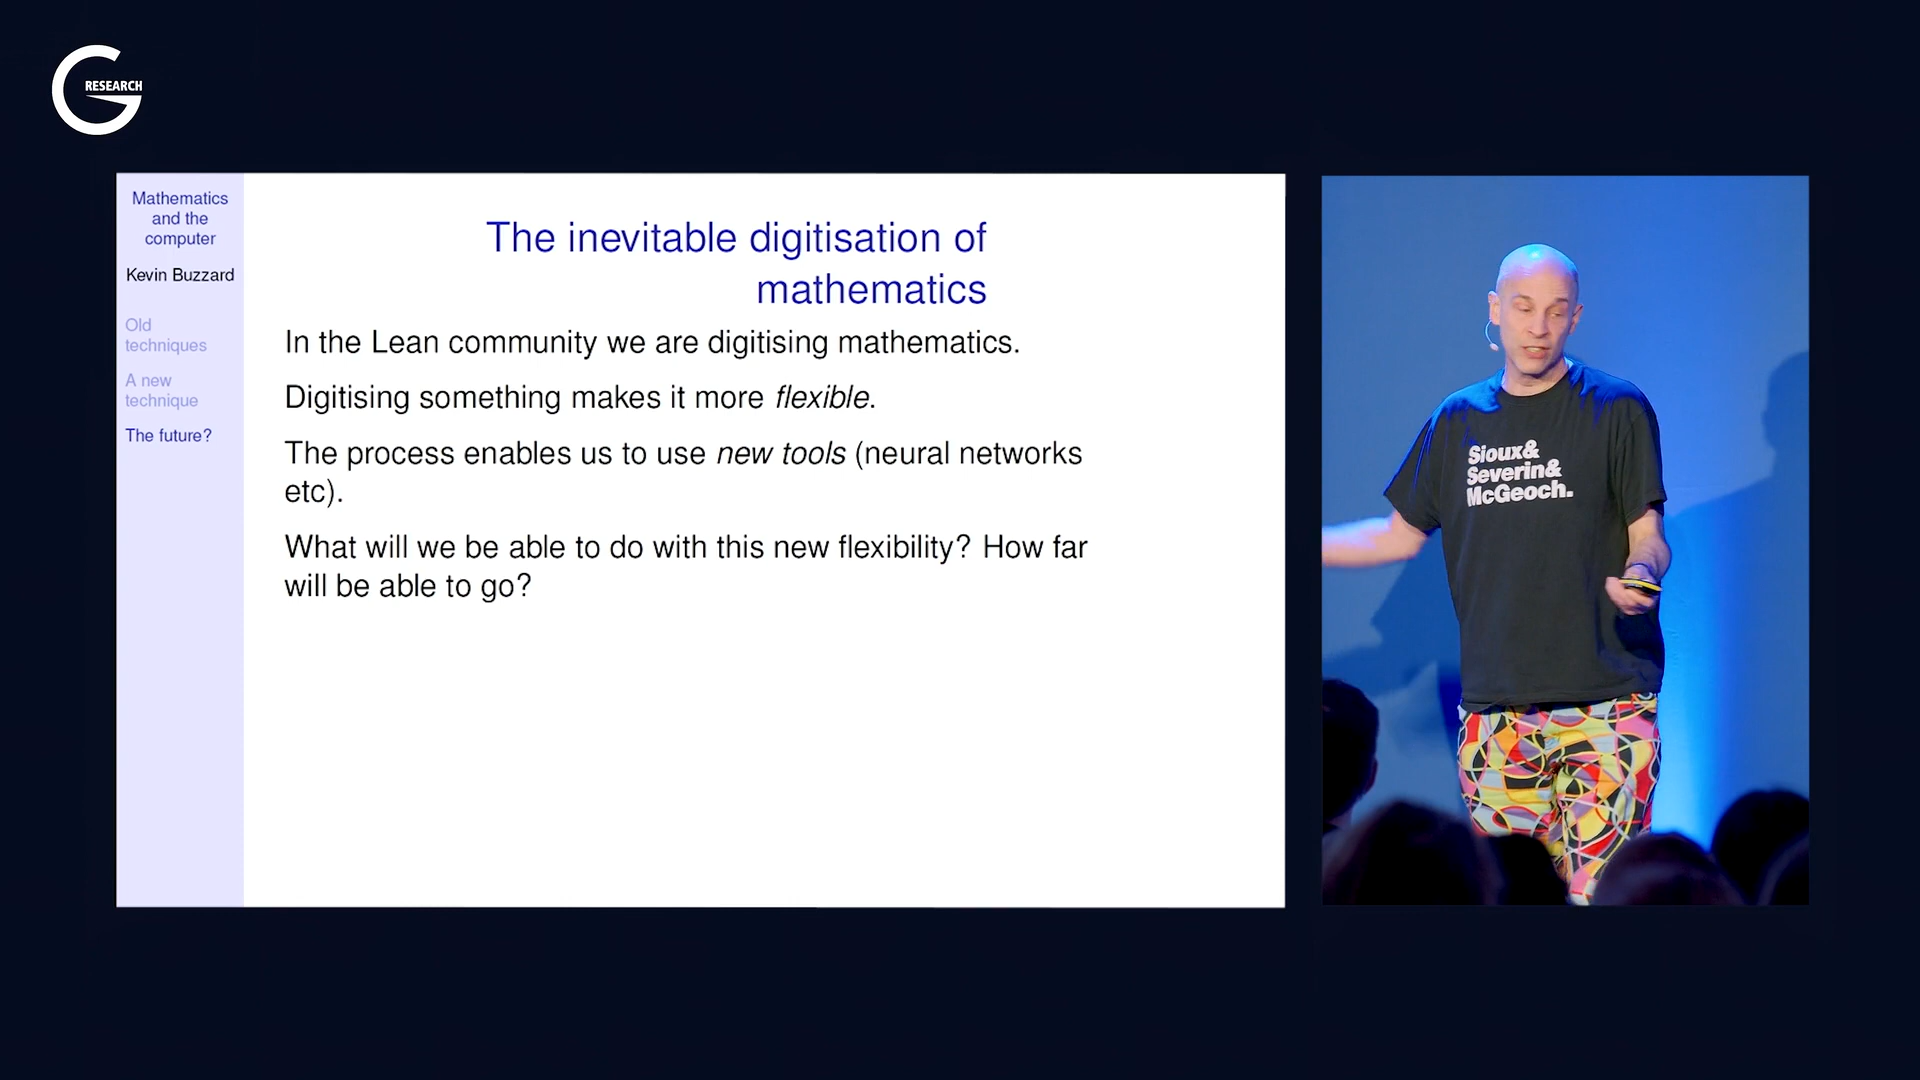 RESEARCH
Mathematics
and the
computer
Kevin Buzzard
Old
techniques
A new
technique
The future?
The inevitable digitisation of
mathematics
In the Lean community we are digitising mathematics.
Digitising something makes it more flexible.
The process enables us to use new tools (neural networks
etc).
What will we be able to do with this new flexibility? How far
will be able to go?
Sioux&
Severin&
McGeoch.